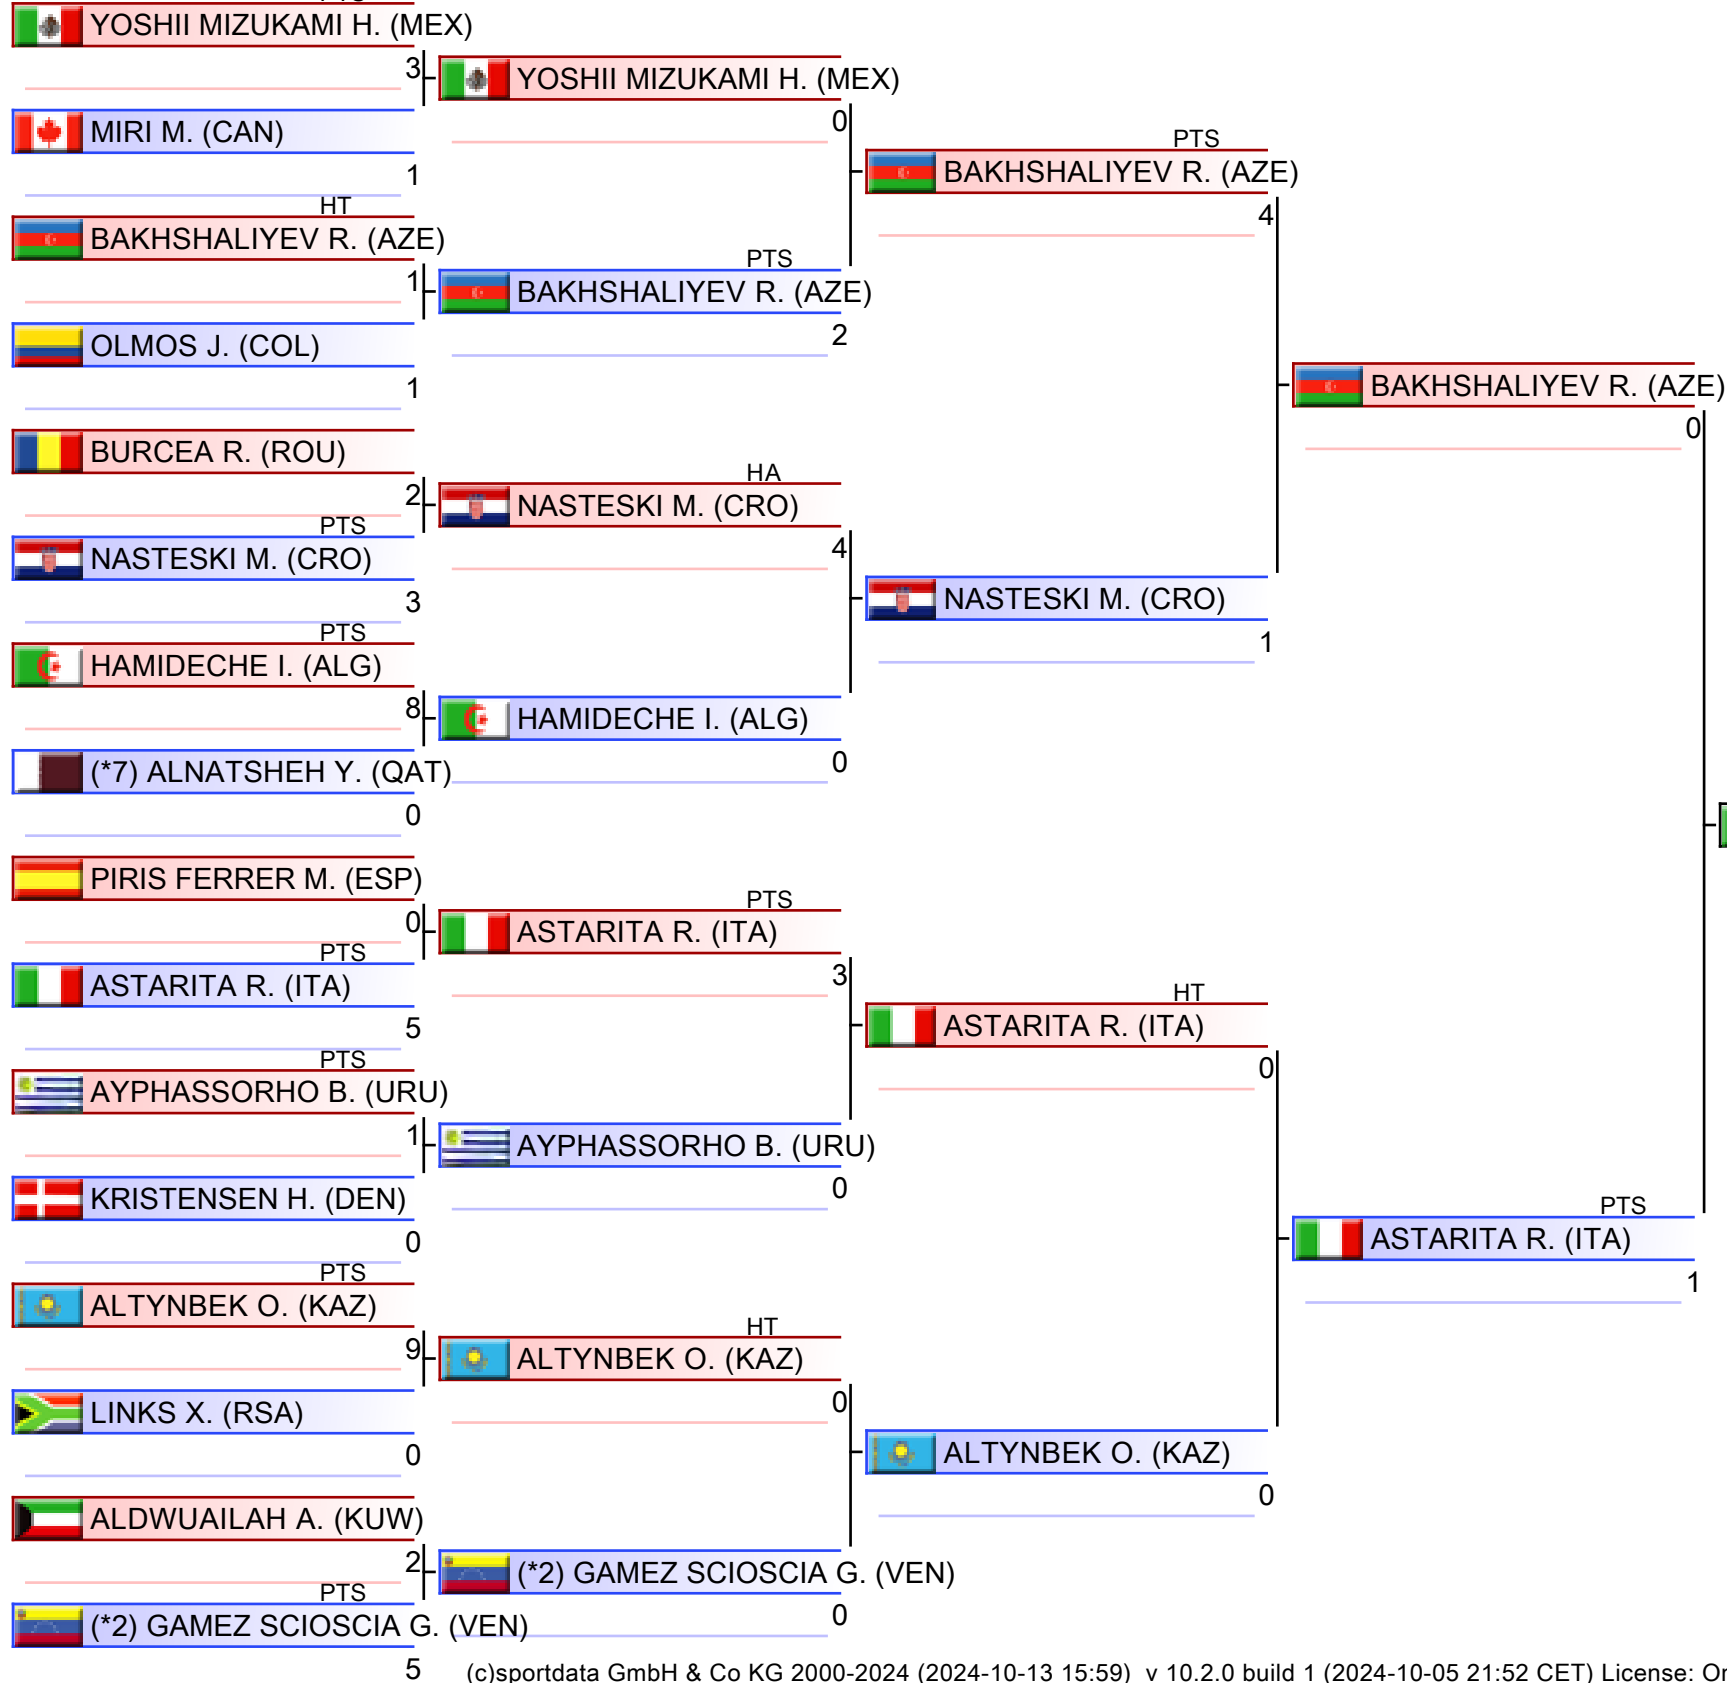 YOSHII MIZUKAMI H. (MEX)
3
MIRI M. (CAN)
1
HT
BAKHSHALIYEV R. (AZE)
1
OLMOS J. (COL)
1
BURCEA R. (ROU)
2
PTS
NASTESKI M. (CRO)
3
PTS
HAMIDECHE I. (ALG)
8
(*7) ALNATSHEH Y. (QAT)
0
PIRIS FERRER M. (ESP)
0
PTS
ASTARITA R. (ITA)
5
PTS
AYPHASSORHO B. (URU)
1
KRISTENSEN H. (DEN)
0
PTS
ALTYNBEK O. (KAZ)
9
LINKS X. (RSA)
0
ALDWUAILAH A. (KUW)
2
PTS
(*2) GAMEZ SCIOSCIA G. (VEN)
5
YOSHII MIZUKAMI H. (MEX)
0
PTS
BAKHSHALIYEV R. (AZE)
2
HA
NASTESKI M. (CRO)
4
HAMIDECHE I. (ALG)
0
PTS
ASTARITA R. (ITA)
3
AYPHASSORHO B. (URU)
0
HT
ALTYNBEK O. (KAZ)
0
(*2) GAMEZ SCIOSCIA G. (VEN)
0
PTS
BAKHSHALIYEV R. (AZE)
4
NASTESKI M. (CRO)
1
HT
ASTARITA R. (ITA)
0
ALTYNBEK O. (KAZ)
0
BAKHSHALIYEV R. (AZE)
0
PTS
ASTARITA R. (ITA)
1
(c)sportdata GmbH & Co KG 2000-2024 (2024-10-13 15:59) v 10.2.0 build 1 (2024-10-05 21:52 CET) License: Or